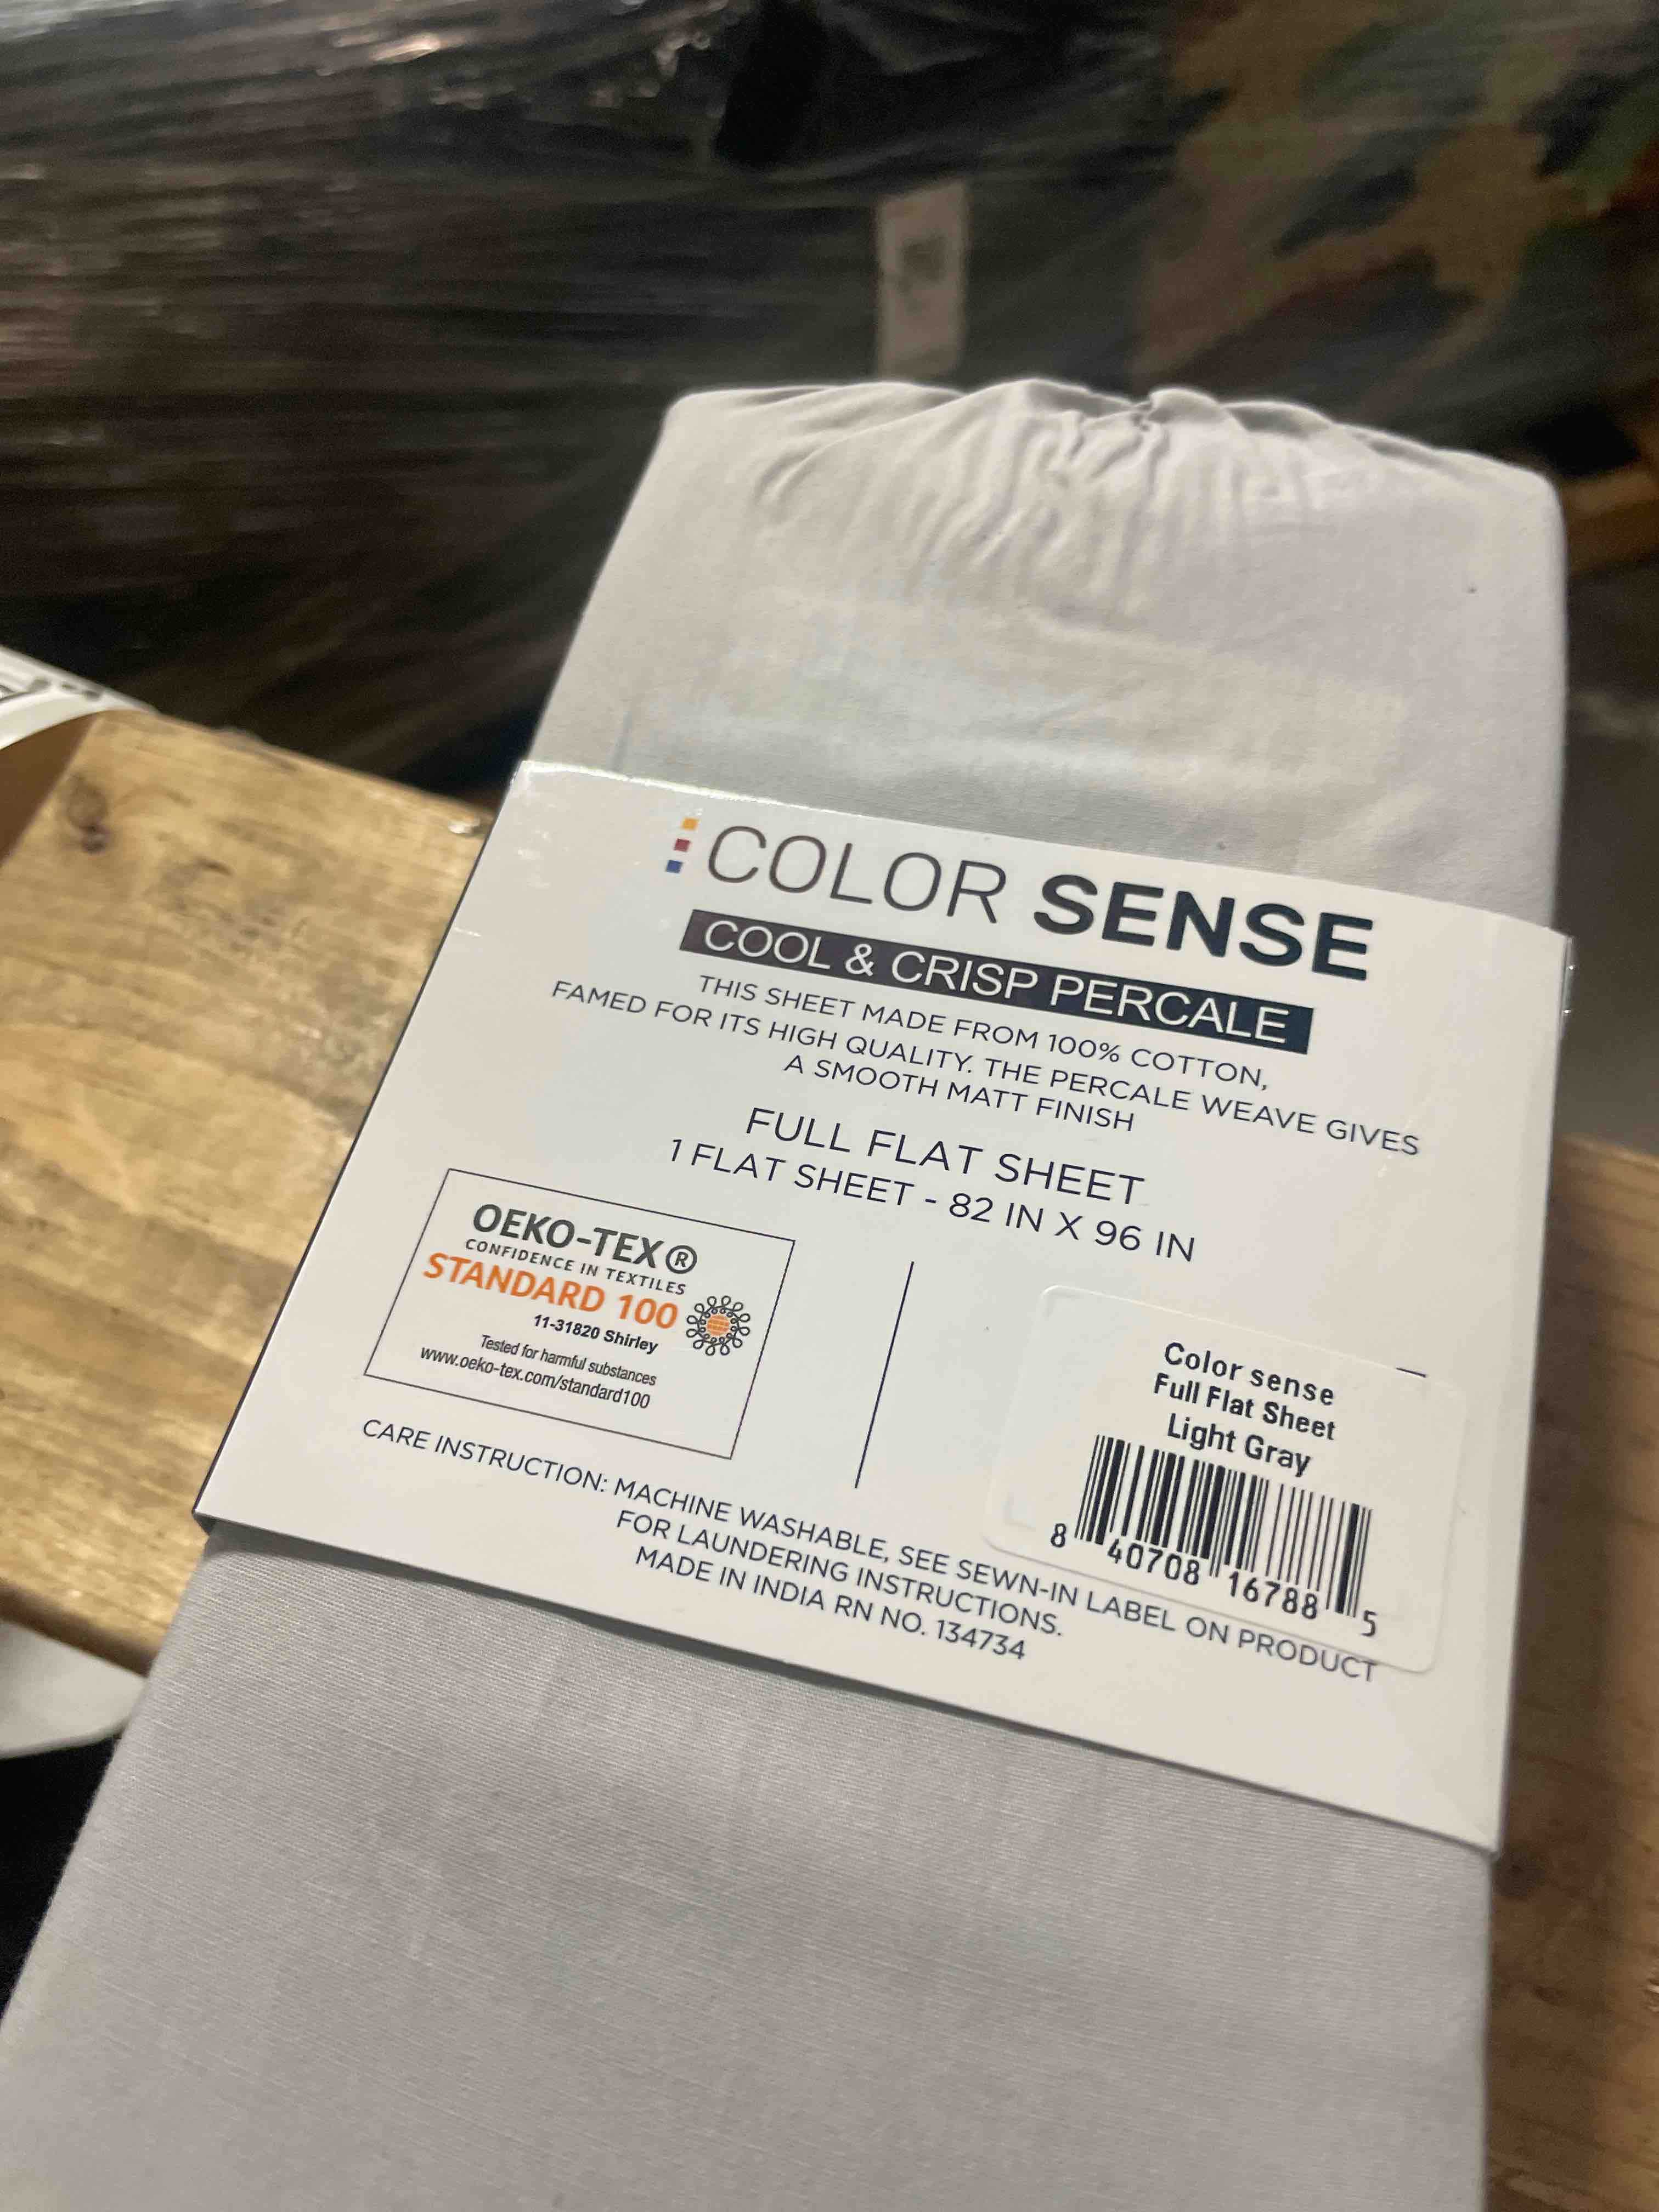 COLOR SENSE
COOL & CRISP PERCALE
THIS SHEET MADE FROM 100% COTTON,
FAMED FOR ITS HIGH QUALITY. THE PERCALE WEAVE GIVES
A SMOOTH MATT FINISH
FULL FLAT SHEET
1 FLAT SHEET - 82 IN X 96 IN
OEKO-TEX®
CONFIDENCE IN TEXTILES
STANDARD 100
11-31820 Shirley
Tested for harmful substances
www.oeko-tex.com/standard100
Color sense
Full Flat Sheet
Light Gray
8 40708 16788 5
CARE INSTRUCTION: MACHINE WASHABLE, SEE SEWN-IN LABEL ON PRODUCT
FOR LAUNDERING INSTRUCTIONS.
MADE IN INDIA RN NO. 134734